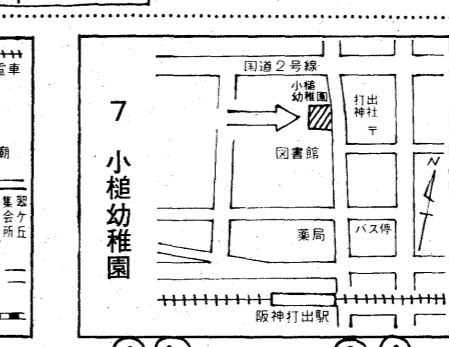 電車
廟
翠ケ丘
集会所
7 小槌幼稚園
国道2号線
小槌
幼稚園
打出
神社
〒
図書館
薬局
バス停
N
阪神打出駅